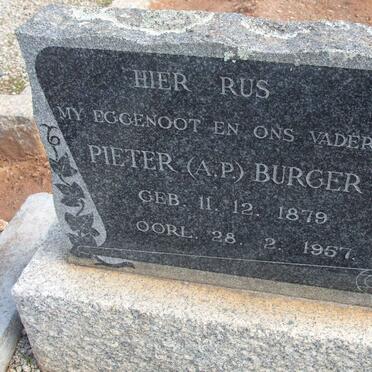 HIER RUS
MY EGGENOOT EN ONS VADER
PIETER (A.P.) BURGER
GEB. 11. 12. 1879
OORL. 28. 2. 1957.